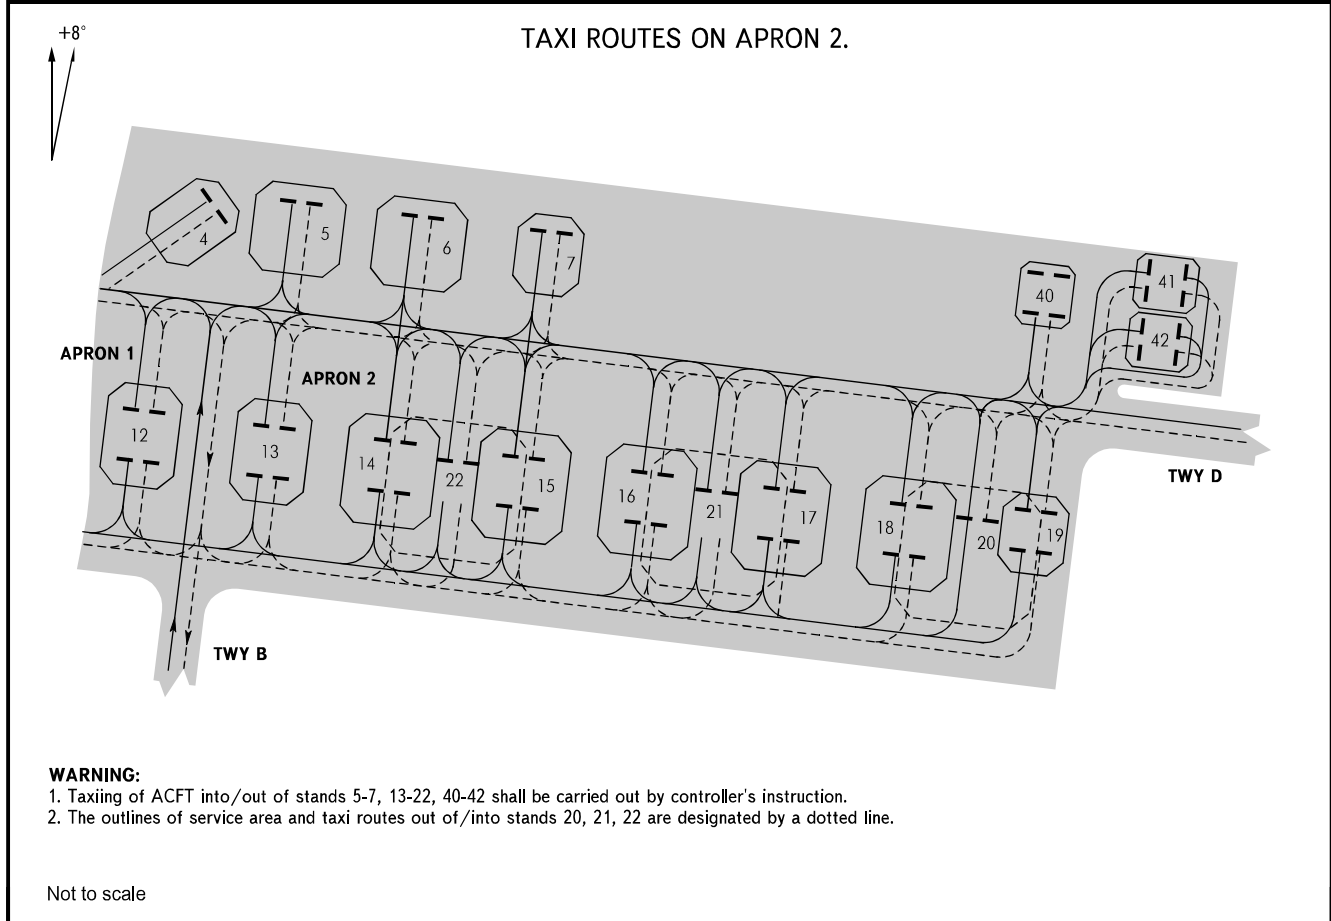 +8°
TAXI ROUTES ON APRON 2.
4
5
6
7
40
41
42
APRON 1
APRON 2
12
13
14
22
15
16
21
17
18
20
19
TWY D
TWY B
WARNING:
1. Taxiing of ACFT into/out of stands 5-7, 13-22, 40-42 shall be carried out by controller's instruction.
2. The outlines of service area and taxi routes out of/into stands 20, 21, 22 are designated by a dotted line.
Not to scale